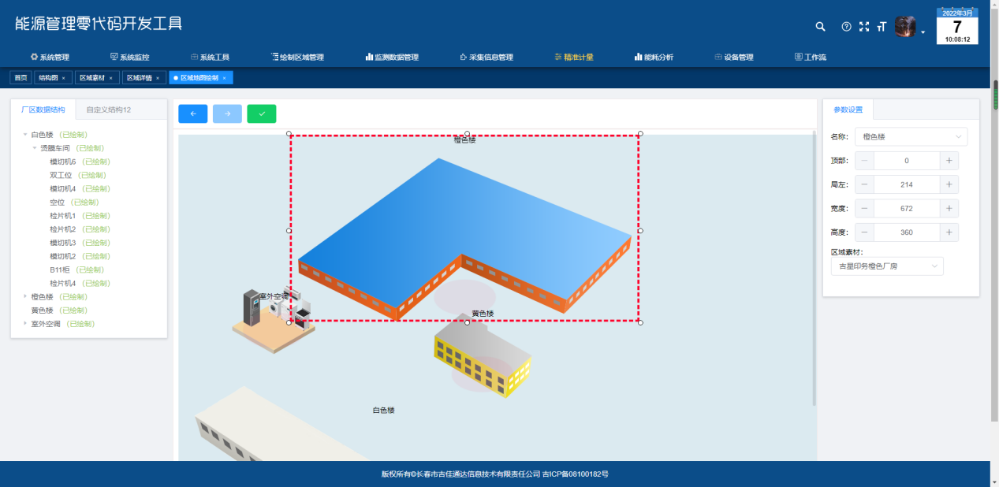 能源管理零代码开发工具
2022年3月
7
10:08:12
系统管理 系统监控 系统工具 绘制区域管理 监测数据管理 采集信息管理 精准计量 能耗分析 设备管理 工作流
首页 结构图 × 区域素材 × 区域详情 × 区域地图绘制 ×
厂区数据结构 自定义结构12
白色楼 (已绘制)
烫膜车间 (已绘制)
模切机6 (已绘制)
双工位 (已绘制)
模切机4 (已绘制)
空位 (已绘制)
检片机1 (已绘制)
检片机2 (已绘制)
模切机3 (已绘制)
模切机2 (已绘制)
B11柜 (已绘制)
检片机4 (已绘制)
橙色楼 (已绘制)
黄色楼 (已绘制)
室外空调 (已绘制)
橙色楼
室外空调
黄色楼
白色楼
参数设置
名称: 橙色楼
顶部: 0
局左: 214
宽度: 672
高度: 360
区域素材:
吉星印务橙色厂房
版权所有©长春市吉佳通达信息技术有限责任公司 吉ICP备08100182号